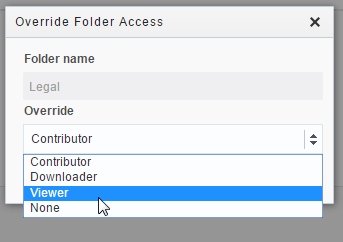 Override Folder Access
Folder name
Legal
Override
Contributor
Contributor
Downloader
Viewer
None